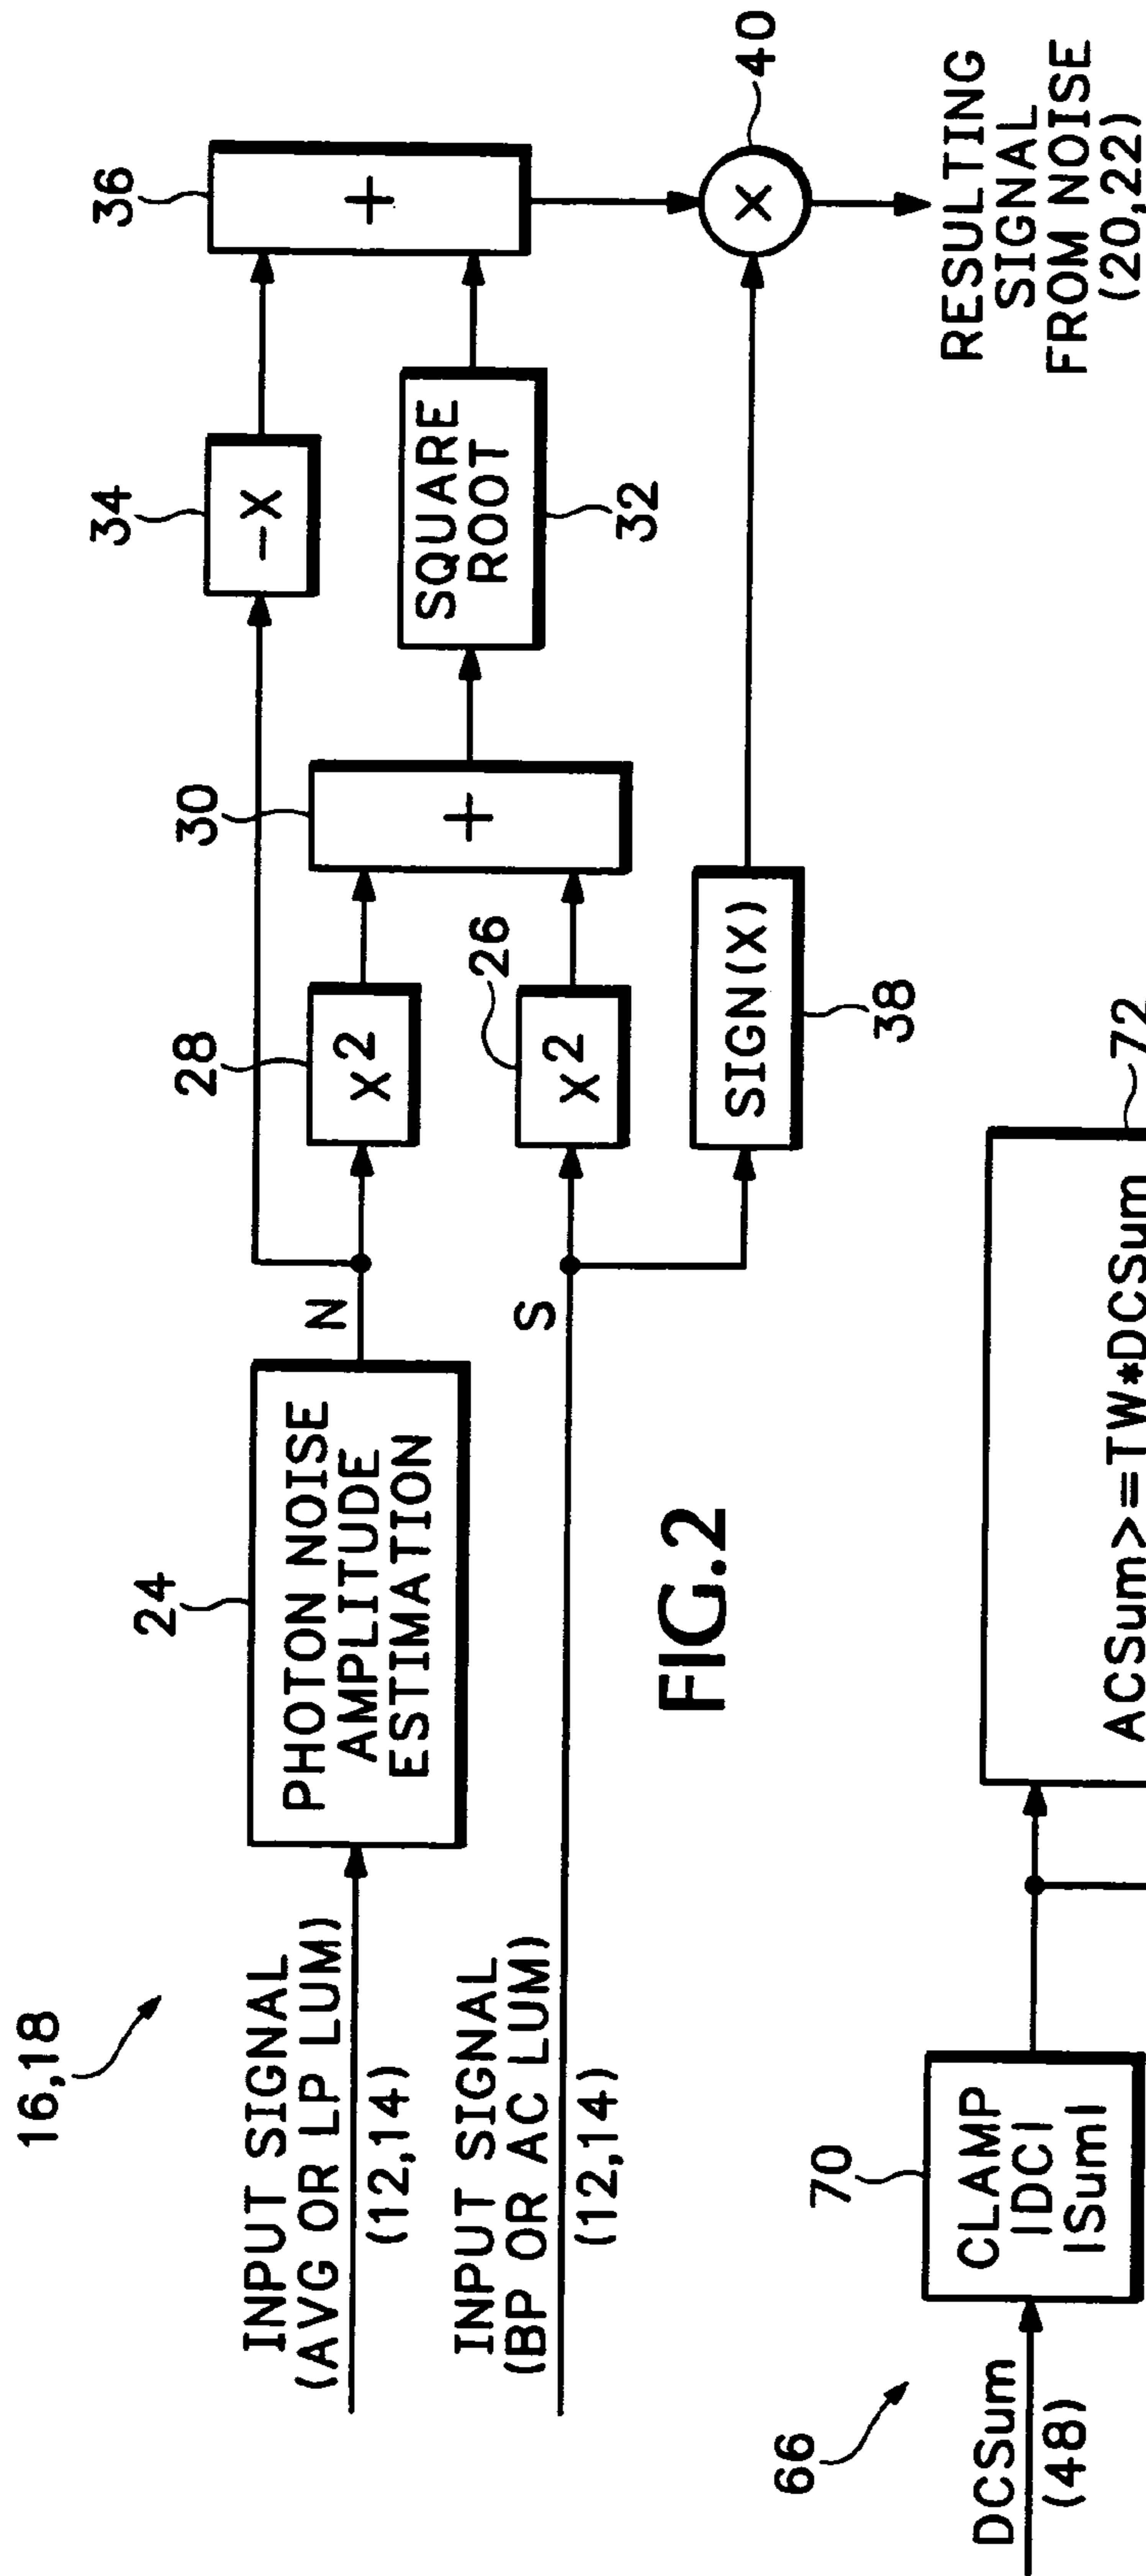 16,18
INPUT SIGNAL
(AVG OR LP LUM)
(12,14)
INPUT SIGNAL
(BP OR AC LUM)
(12,14)
24
PHOTON NOISE
AMPLITUDE
ESTIMATION
N
S
28
X2
26
X2
30
+
34
-X
SQUARE
ROOT
32
36
+
SIGN(X)
38
X
40
RESULTING
SIGNAL
FROM NOISE
(20,22)
FIG.2
66
DCSum
(48)
70
CLAMP
|DC|
|Sum|
ACSum>=TW*DCSum
72